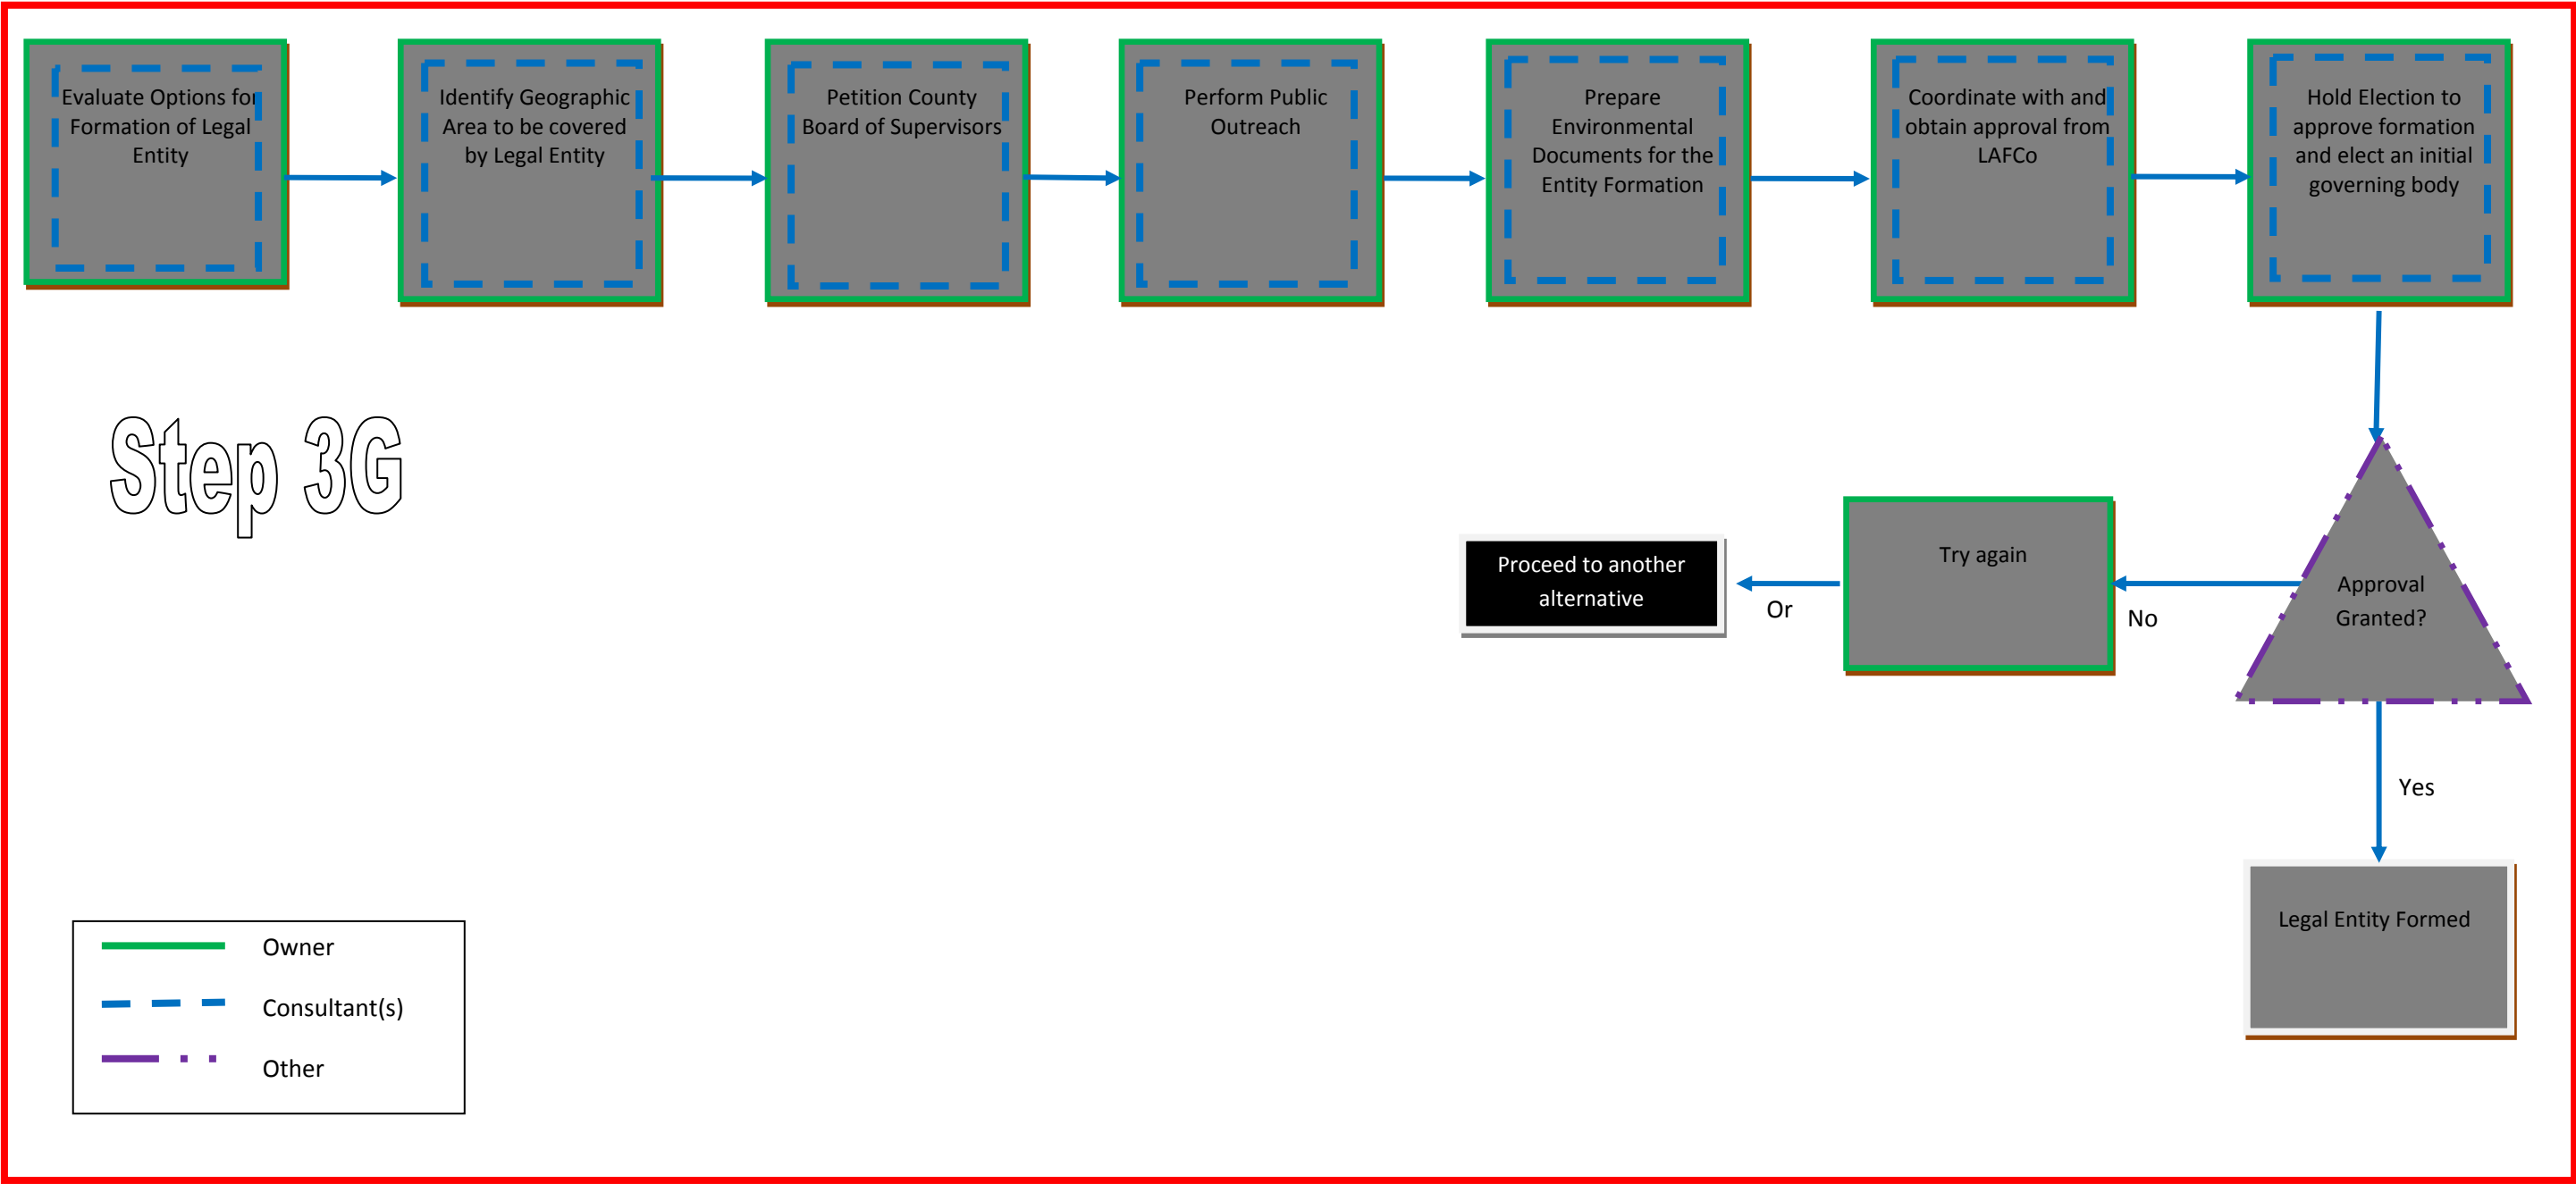 Evaluate Options for
Formation of Legal
Entity
Identify Geographic
Area to be covered
by Legal Entity
Petition County
Board of Supervisors
Perform Public
Outreach
Prepare
Environmental
Documents for the
Entity Formation
Coordinate with and
obtain approval from
LAFCo
Hold Election to
approve formation
and elect an initial
governing body
Step 3G
Approval
Granted?
No
Try again
Or
Proceed to another
alternative
Yes
Legal Entity Formed
Owner
Consultant(s)
Other